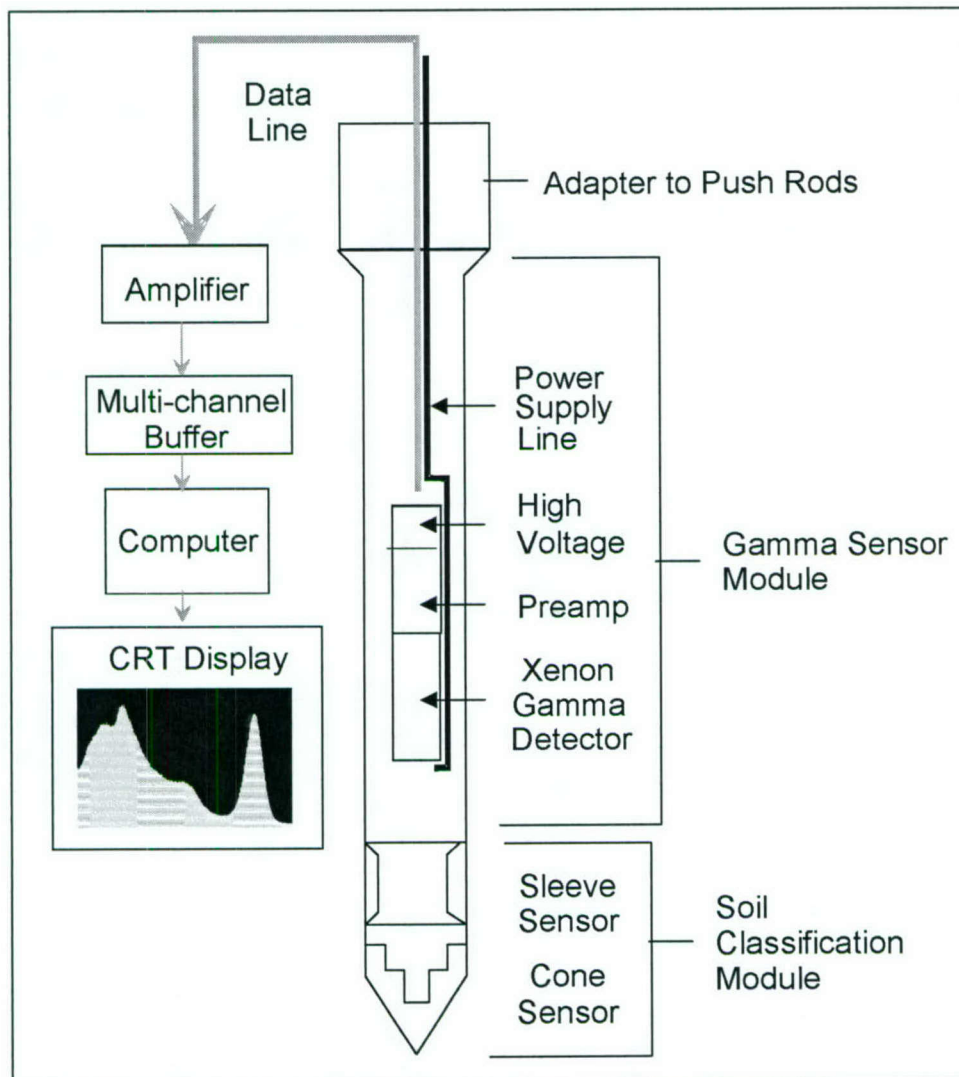 Data
Line
Adapter to Push Rods
Amplifier
Multi-channel
Buffer
Computer
CRT Display
Power
Supply
Line
High
Voltage
Preamp
Xenon
Gamma
Detector
Gamma Sensor
Module
Sleeve
Sensor
Cone
Sensor
Soil
Classification
Module